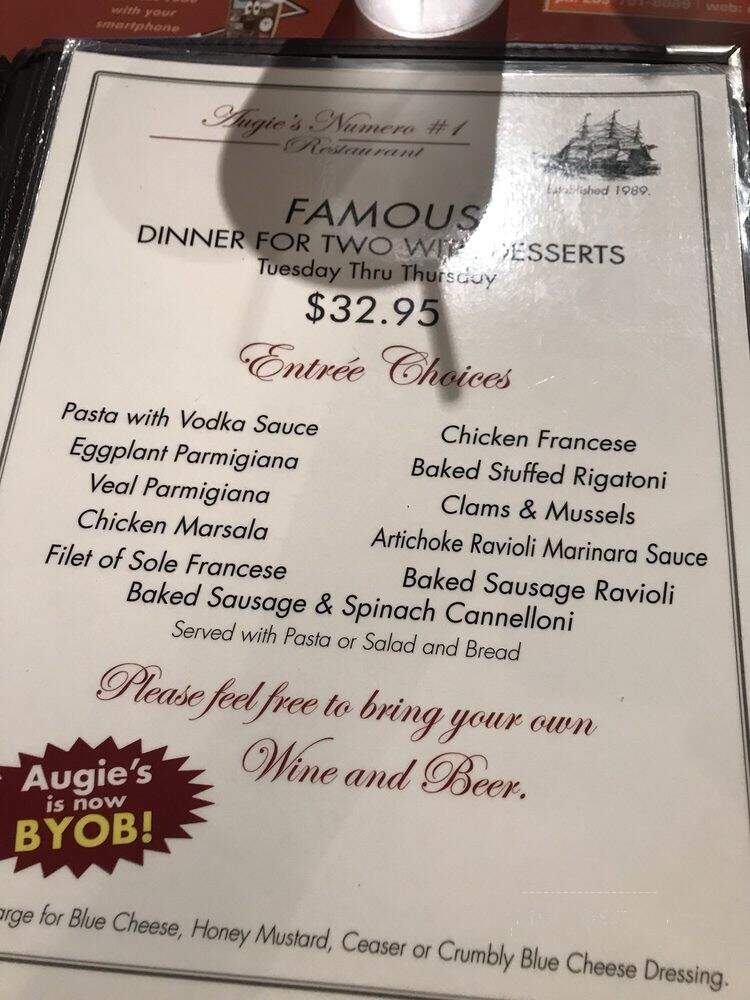 with your
smartphone
web:
Augie's Numero #1
Restaurant
Established 1989.
FAMOUS
DINNER FOR TWO WITH DESSERTS
Tuesday Thru Thursday
$32.95
Entrée Choices
Pasta with Vodka Sauce
Eggplant Parmigiana
Veal Parmigiana
Chicken Marsala
Filet of Sole Francese
Chicken Francese
Baked Stuffed Rigatoni
Clams & Mussels
Artichoke Ravioli Marinara Sauce
Baked Sausage Ravioli
Baked Sausage & Spinach Cannelloni
Served with Pasta or Salad and Bread
Please feel free to bring your own
Wine and Beer.
Augie's
is now
BYOB!
arge for Blue Cheese, Honey Mustard, Ceaser or Crumbly Blue Cheese Dressing.